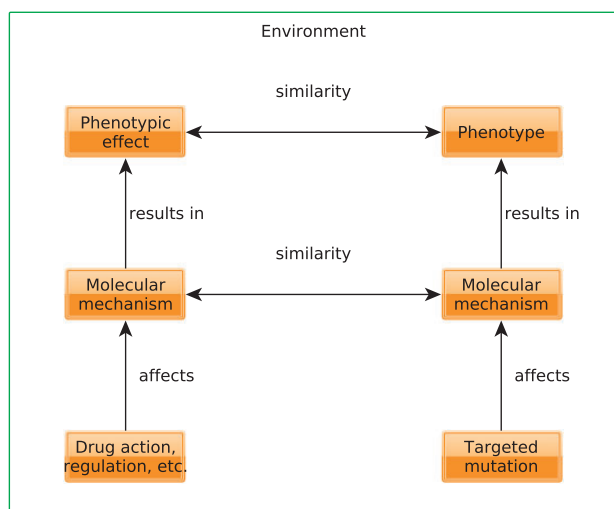 Environment
similarity
Phenotypic
effect
Phenotype
results in
results in
similarity
Molecular
mechanism
Molecular
mechanism
affects
affects
Drug action,
regulation, etc.
Targeted
mutation